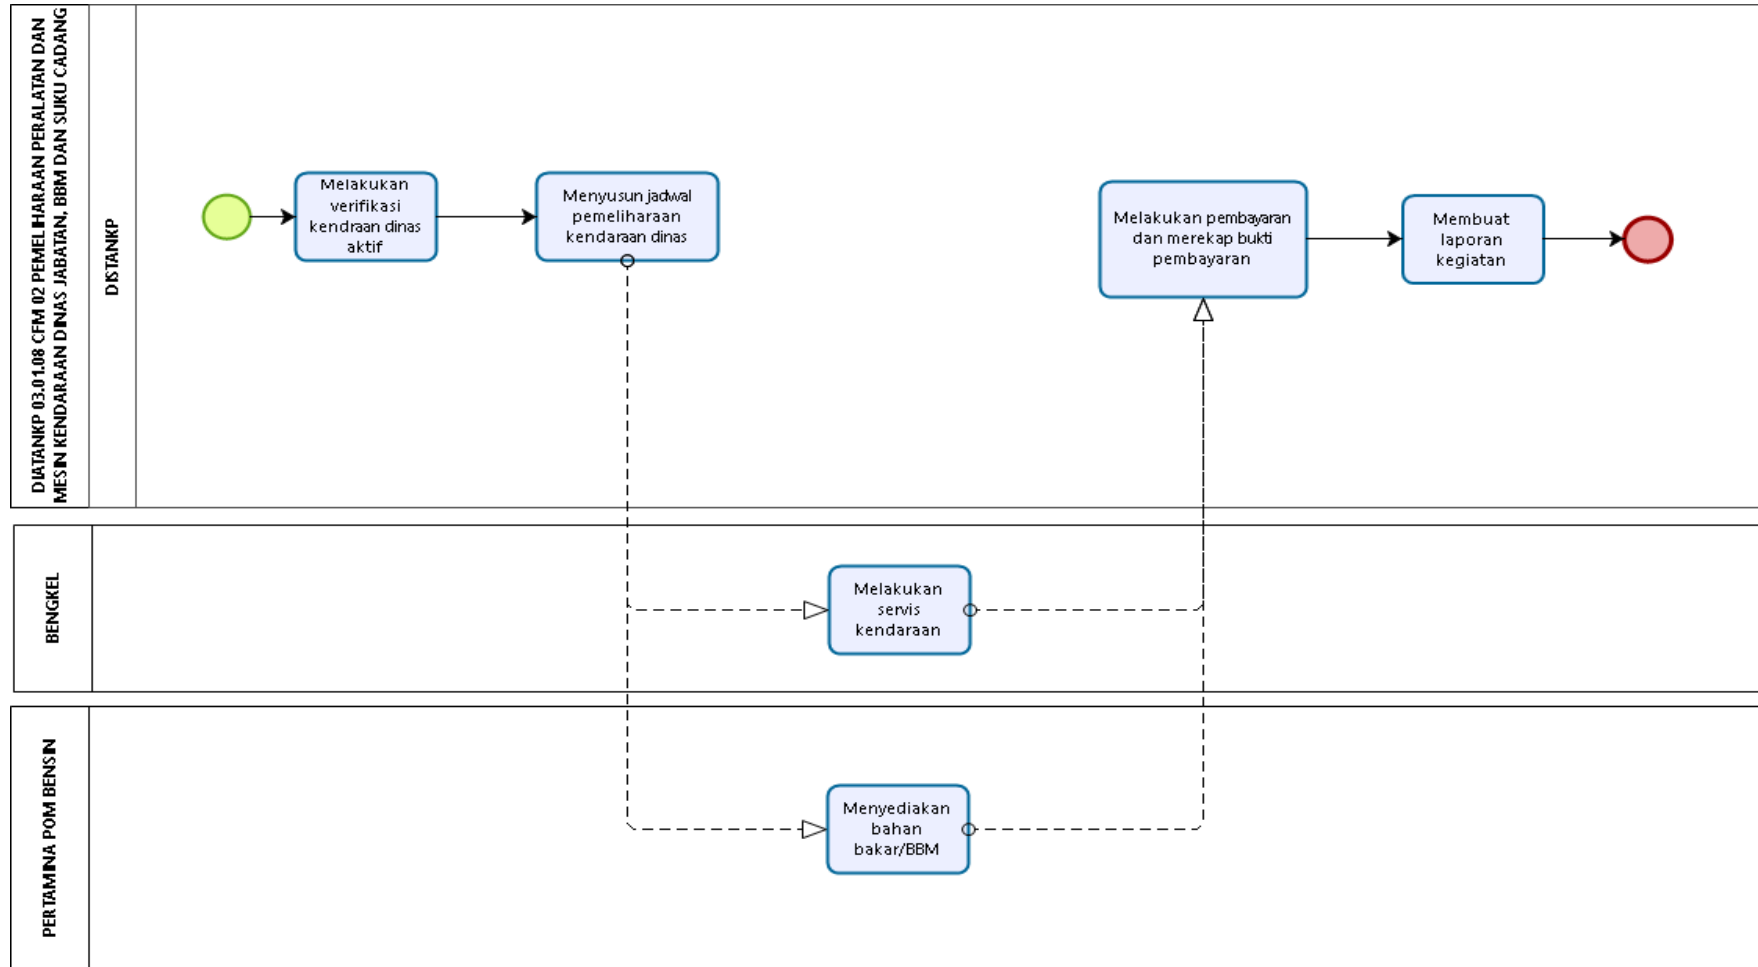 DIATANKP 03.01.08 CFM 02 PEMELIHARAAN PERALATAN DAN
MESIN KENDARAAN DINAS JABATAN, BBM DAN SUKU CADANG
DISTANKP
Melakukan
verifikasi
kendraan dinas
aktif
Menyusun jadwal
pemeliharaan
kendaraan dinas
Melakukan pembayaran
dan merekap bukti
pembayaran
Membuat
laporan
kegiatan
BENGKEL
Melakukan
servis
kendaraan
PERTAMINA POM BENSIN
Menyediakan
bahan
bakar/BBM